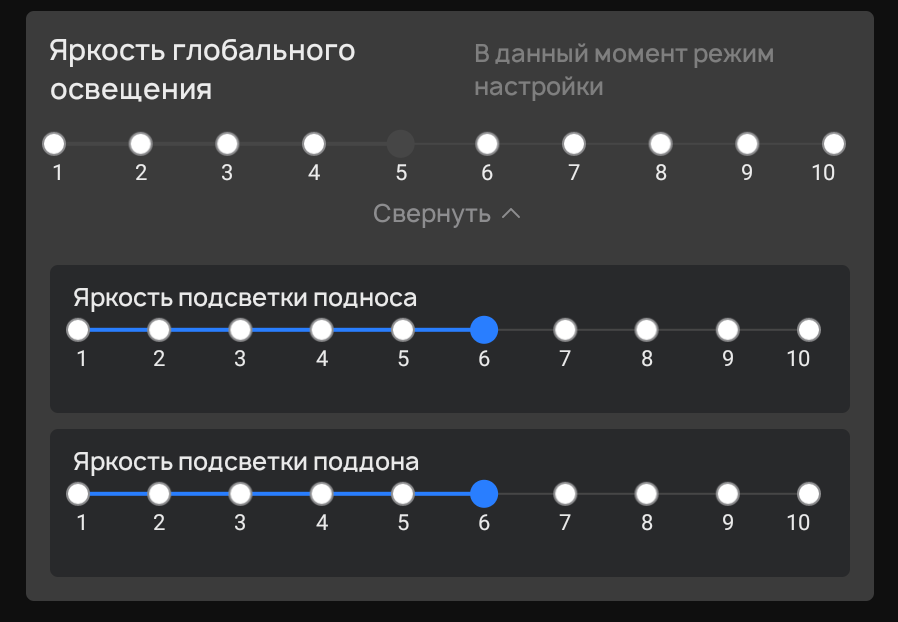 Яркость глобального
освещения
В данный момент режим
настройки
1 2 3 4 5 6 7 8 9 10
Свернуть
Яркость подсветки подноса
1 2 3 4 5 6 7 8 9 10
Яркость подсветки поддона
1 2 3 4 5 6 7 8 9 10